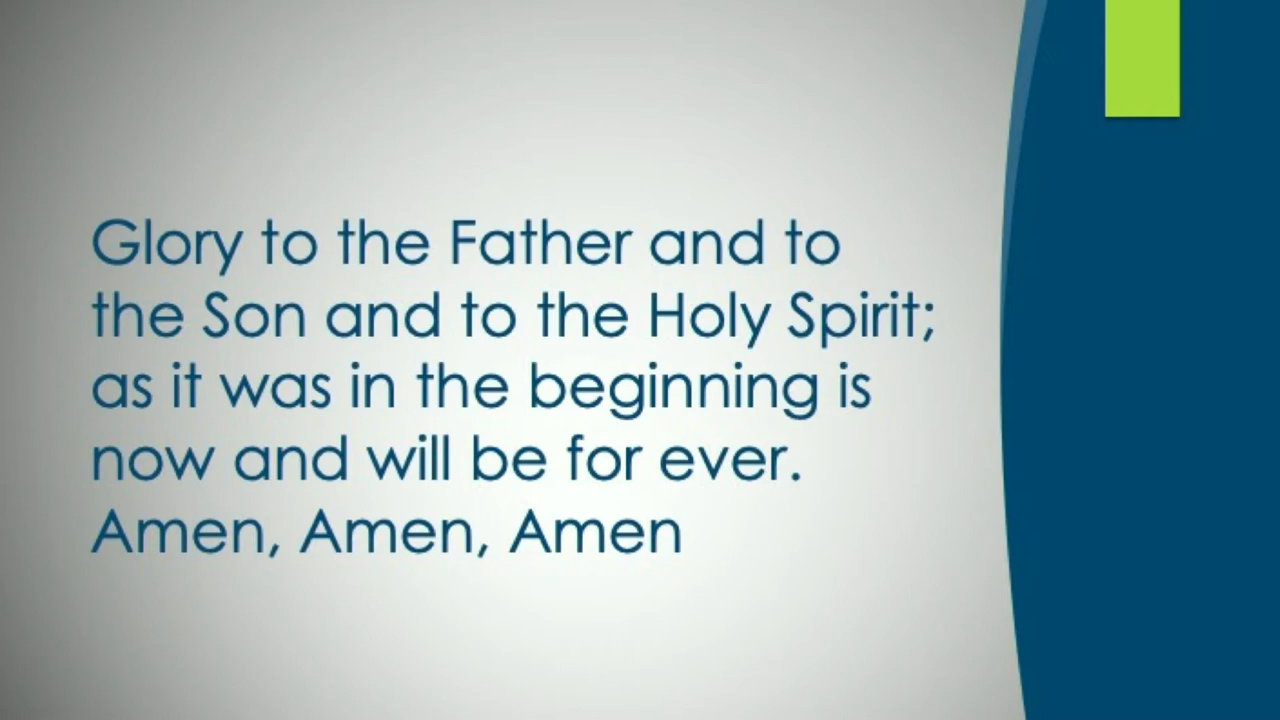 Glory to the Father and to
the Son and to the Holy Spirit;
as it was in the beginning is
now and will be for ever.
Amen, Amen, Amen